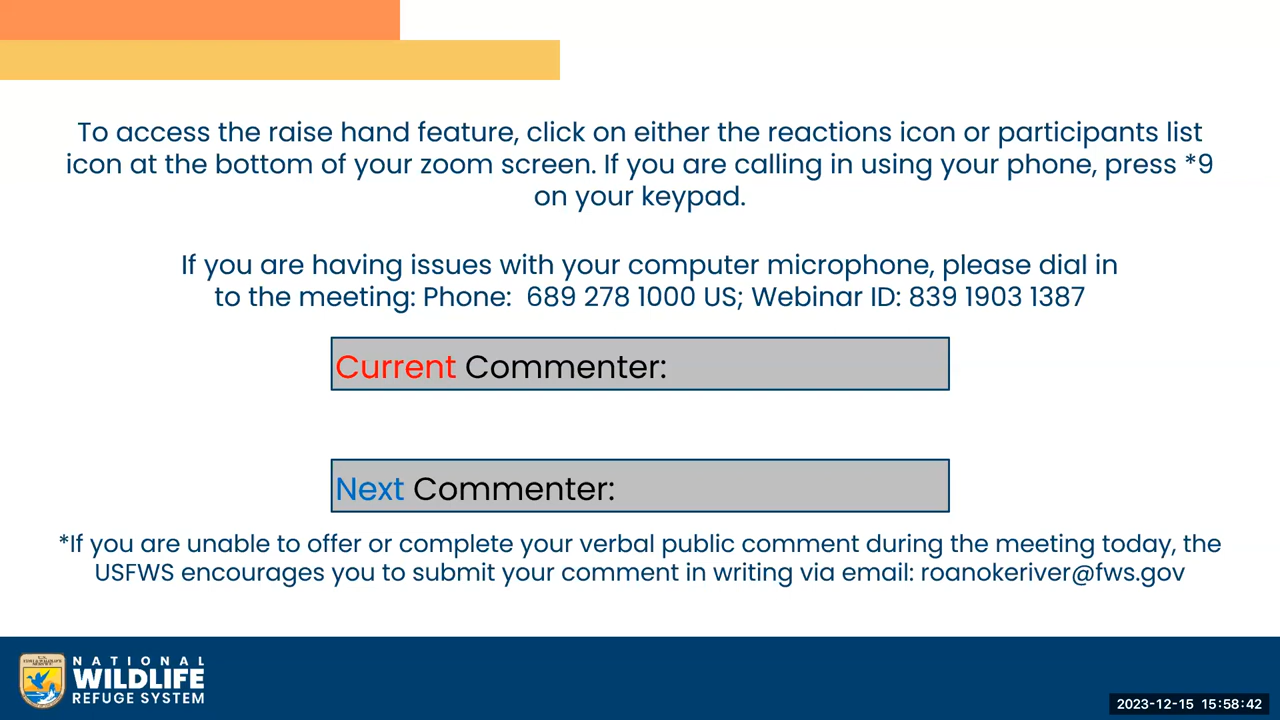 To access the raise hand feature, click on either the reactions icon or participants list
icon at the bottom of your zoom screen. If you are calling in using your phone, press *9
on your keypad.
If you are having issues with your computer microphone, please dial in
to the meeting: Phone:  689 278 1000 US; Webinar ID: 839 1903 1387
Current Commenter:
Next Commenter:
*If you are unable to offer or complete your verbal public comment during the meeting today, the
USFWS encourages you to submit your comment in writing via email: roanokeriver@fws.gov
NATIONAL
WILDLIFE
REFUGE SYSTEM
2023-12-15 15:58:42